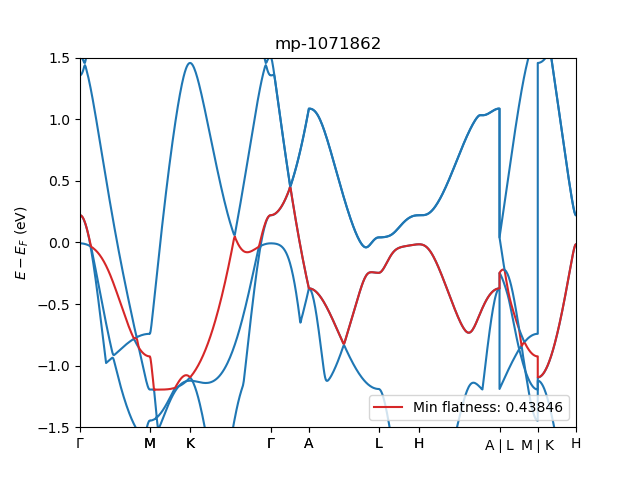 mp-1071862
E − E_F (eV)
1.5
1.0
0.5
0.0
−0.5
−1.0
−1.5
Min flatness: 0.43846
Γ M K Γ A L H A | L M | K H